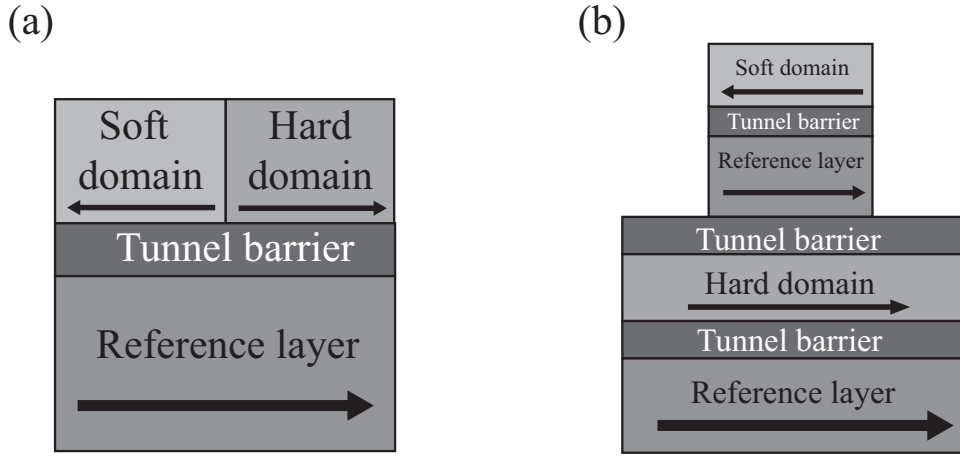 (a)
Soft
domain
Hard
domain
Tunnel barrier
Reference layer
(b)
Soft domain
Tunnel barrier
Reference layer
Tunnel barrier
Hard domain
Tunnel barrier
Reference layer